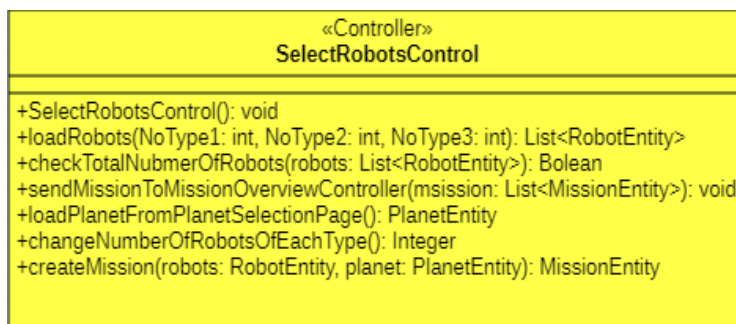 «Controller»
SelectRobotsControl
+SelectRobotsControl(): void
+loadRobots(NoType1: int, NoType2: int, NoType3: int): List<RobotEntity>
+checkTotalNubmerOfRobots(robots: List<RobotEntity>): Bolean
+sendMissionToMissionOverviewController(msission: List<MissionEntity>): void
+loadPlanetFromPlanetSelectionPage(): PlanetEntity
+changeNumberOfRobotsOfEachType(): Integer
+createMission(robots: RobotEntity, planet: PlanetEntity): MissionEntity